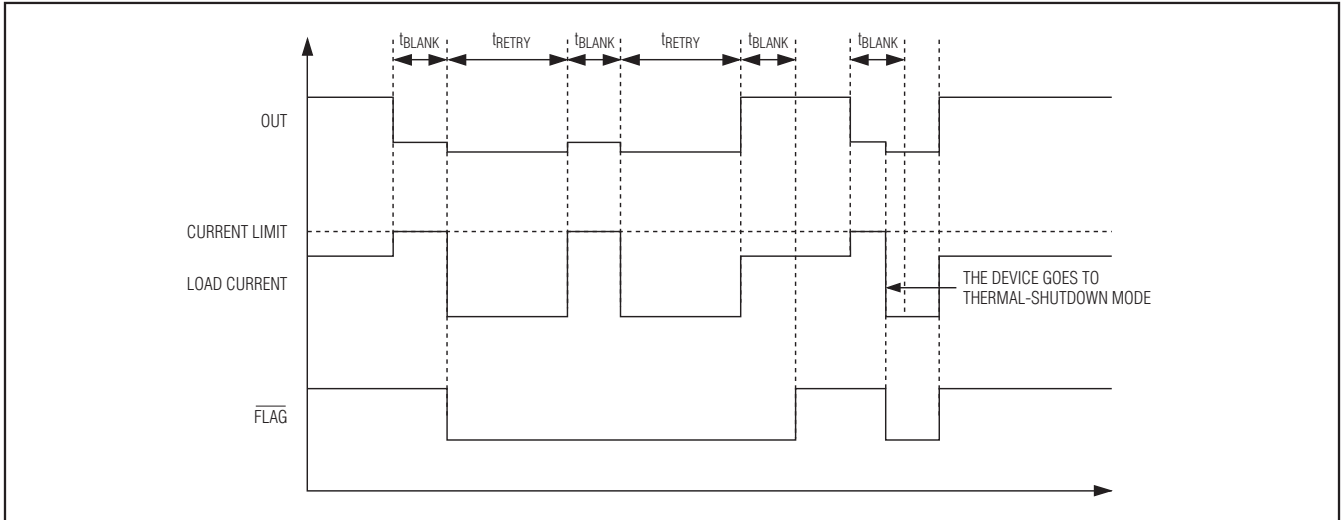 tBLANK tRETRY tBLANK tRETRY tBLANK tBLANK
OUT
CURRENT LIMIT
LOAD CURRENT
THE DEVICE GOES TO
THERMAL-SHUTDOWN MODE
FLAG